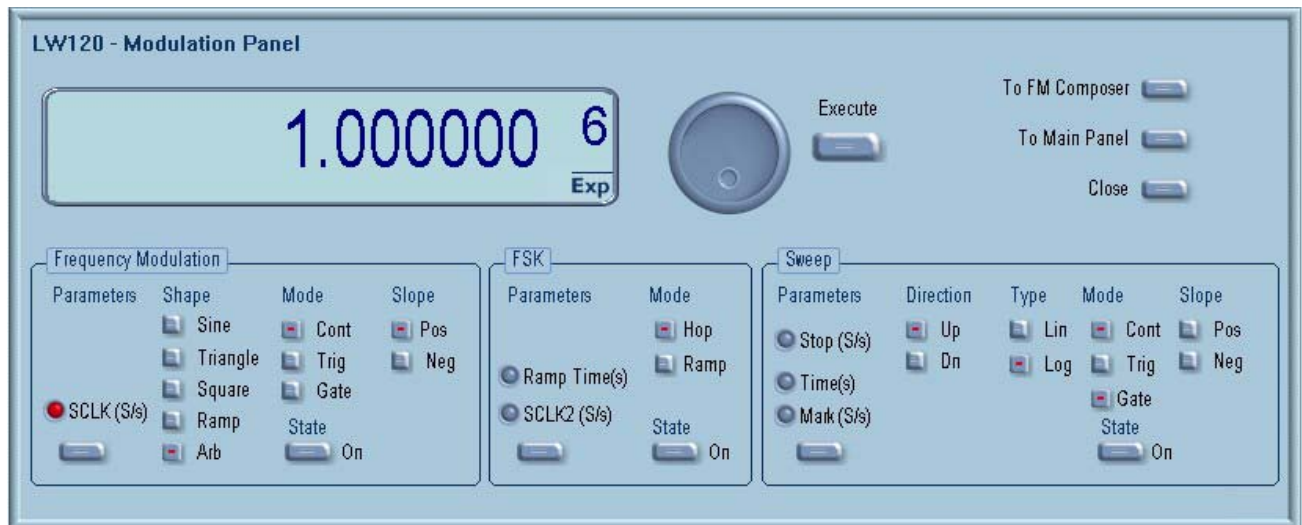 LW120 - Modulation Panel
1.000000 6
Exp
Execute
To FM Composer
To Main Panel
Close
Frequency Modulation
Parameters Shape Mode Slope
Sine
Triangle
Square
Ramp
Arb
Cont
Trig
Gate
Pos
Neg
SCLK (S/s)
State
On
FSK
Parameters Mode
Hop
Ramp
Ramp Time(s)
SCLK2 (S/s)
State
On
Sweep
Parameters Direction Type Mode Slope
Stop (S/s)
Time(s)
Mark (S/s)
Up
Dn
Lin
Log
Cont
Trig
Gate
Pos
Neg
State
On